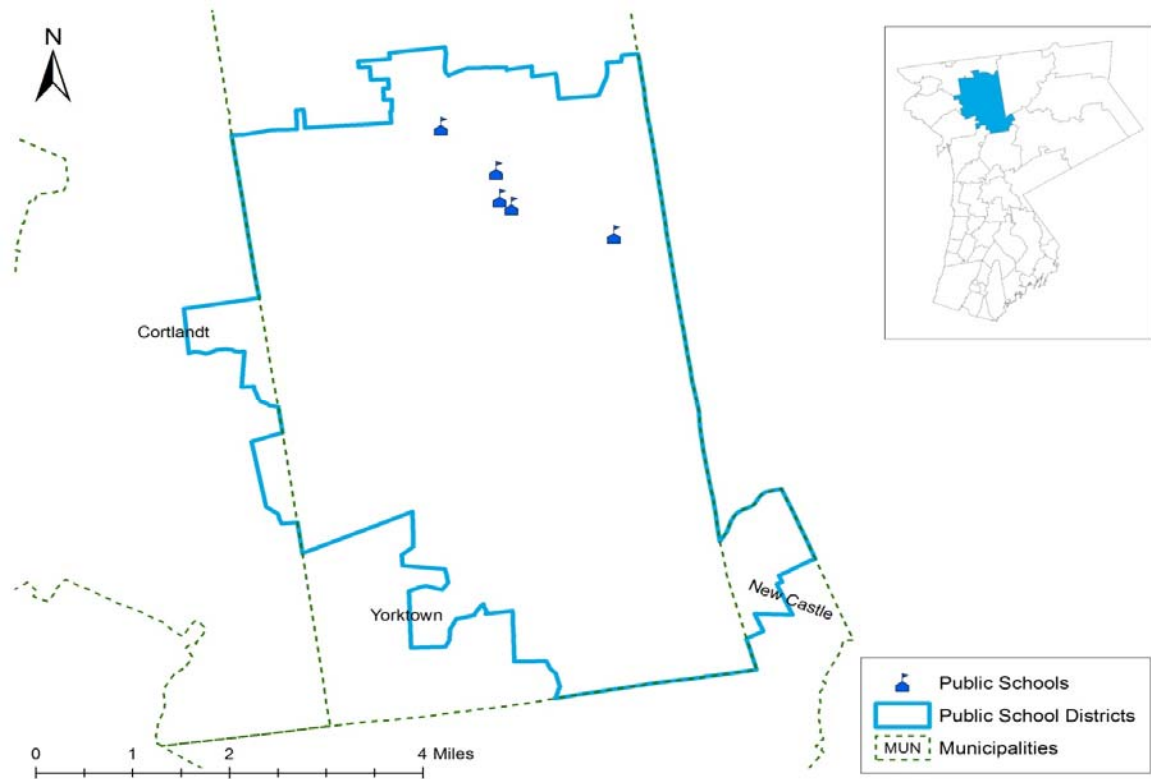 N
Cortlandt
Yorktown
New Castle
0 1 2 4 Miles
Public Schools
Public School Districts
MUN Municipalities